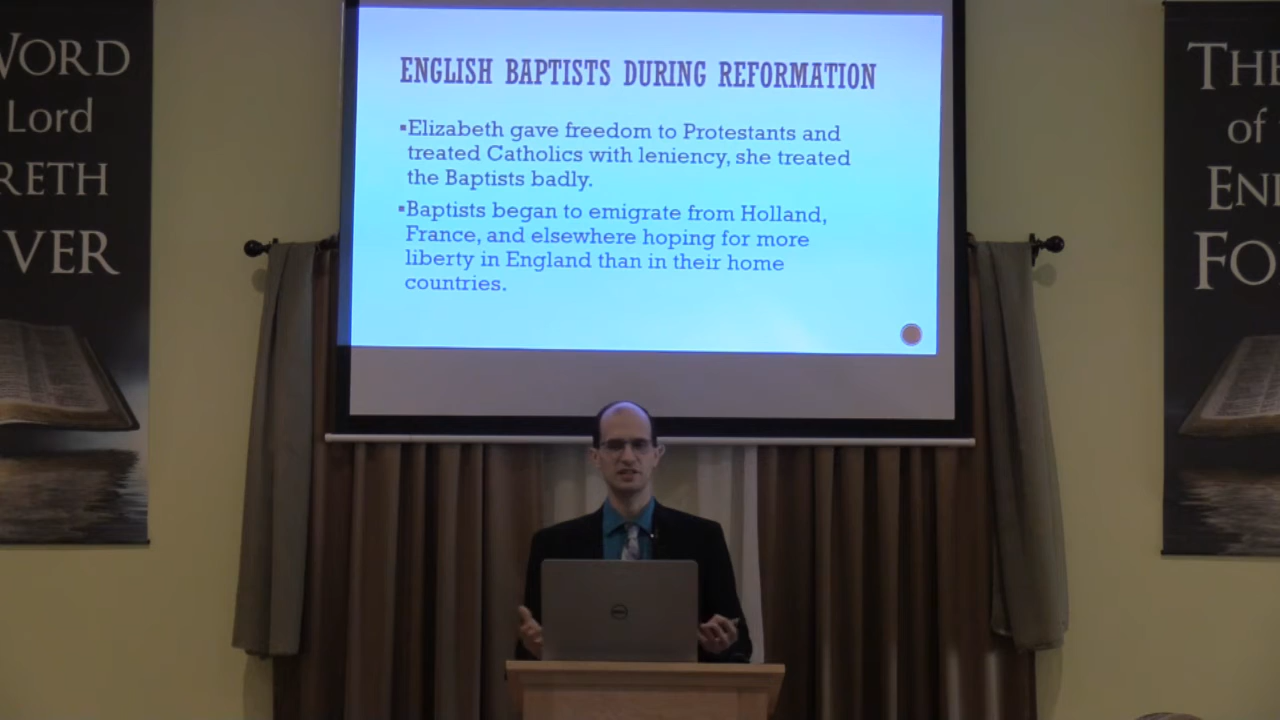 WORD
Lord
RETH
VER
ENGLISH BAPTISTS DURING REFORMATION
▪Elizabeth gave freedom to Protestants and
treated Catholics with leniency, she treated
the Baptists badly.
▪Baptists began to emigrate from Holland,
France, and elsewhere hoping for more
liberty in England than in their home
countries.
THE
of
EN
FO
DELL